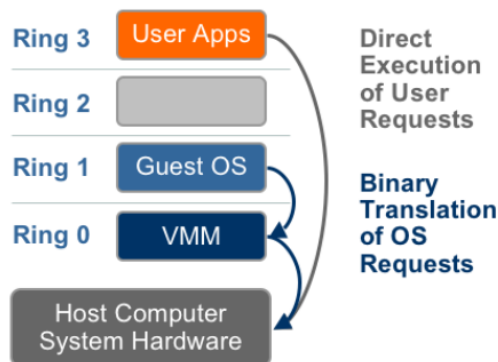 Ring 3
User Apps
Ring 2
Ring 1
Guest OS
Ring 0
VMM
Host Computer
System Hardware
Direct
Execution
of User
Requests
Binary
Translation
of OS
Requests